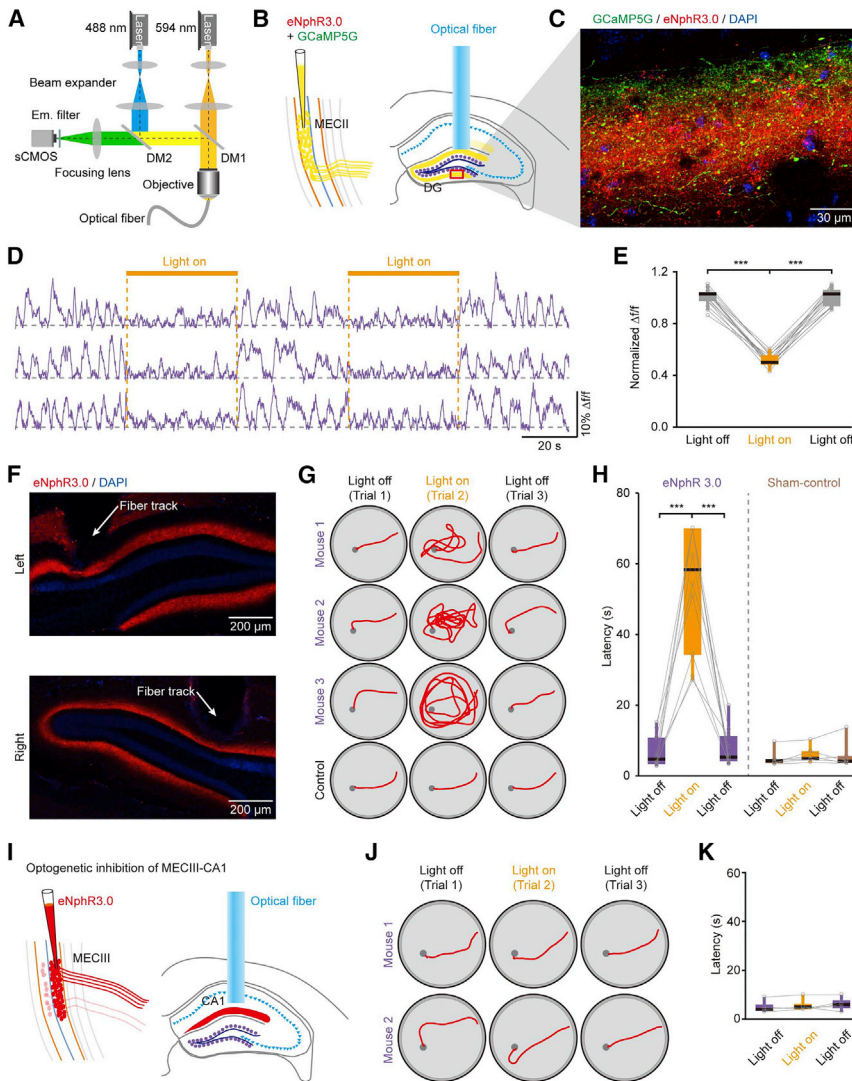 A
488 nm
Laser
594 nm
Laser
Beam expander
Em. filter
sCMOS
Focusing lens
DM2
DM1
Objective
Optical fiber
B
eNphR3.0
+ GCaMP5G
MECII
Optical fiber
DG
C
GCaMP5G / eNphR3.0 / DAPI
30 μm
D
Light on
Light on
10% Δf/f
20 s
E
***
***
Normalized Δf/f
1.2
0.8
0.4
0.0
Light off
Light on
Light off
F
eNphR3.0 / DAPI
Left
Fiber track
200 μm
Right
Fiber track
200 μm
G
Light off
(Trial 1)
Light on
(Trial 2)
Light off
(Trial 3)
Mouse 1
Mouse 2
Mouse 3
Control
H
eNphR 3.0
Sham-control
***
***
Latency (s)
80
60
40
20
0
Light off
Light on
Light off
Light off
Light on
Light off
I
Optogenetic inhibition of MECIII-CA1
eNphR3.0
MECIII
Optical fiber
CA1
J
Light off
(Trial 1)
Light on
(Trial 2)
Light off
(Trial 3)
Mouse 1
Mouse 2
K
Latency (s)
60
40
20
0
Light off
Light on
Light off